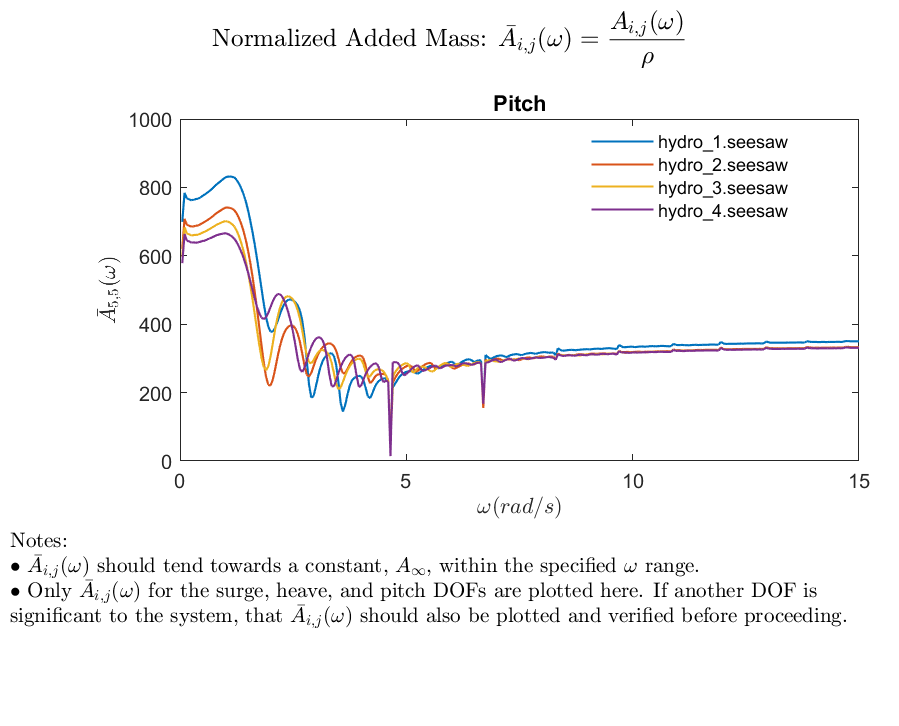 Normalized Added Mass: Ā_{i,j}(ω) = A_{i,j}(ω) / ρ
Pitch
1000
800
600
400
200
0
Ā_{5,5}(ω)
hydro_1.seesaw
hydro_2.seesaw
hydro_3.seesaw
hydro_4.seesaw
0 5 10 15
ω(rad/s)
Notes:
• Ā_{i,j}(ω) should tend towards a constant, A_∞, within the specified ω range.
• Only Ā_{i,j}(ω) for the surge, heave, and pitch DOFs are plotted here. If another DOF is
significant to the system, that Ā_{i,j}(ω) should also be plotted and verified before proceeding.